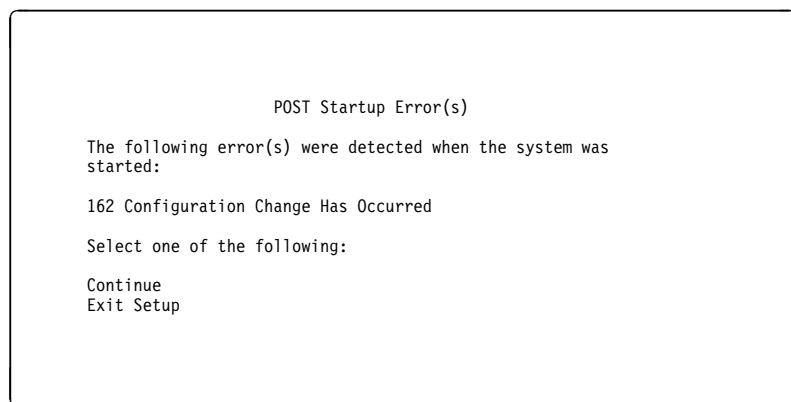 POST Startup Error(s)
The following error(s) were detected when the system was
started:
162 Configuration Change Has Occurred
Select one of the following:
Continue
Exit Setup